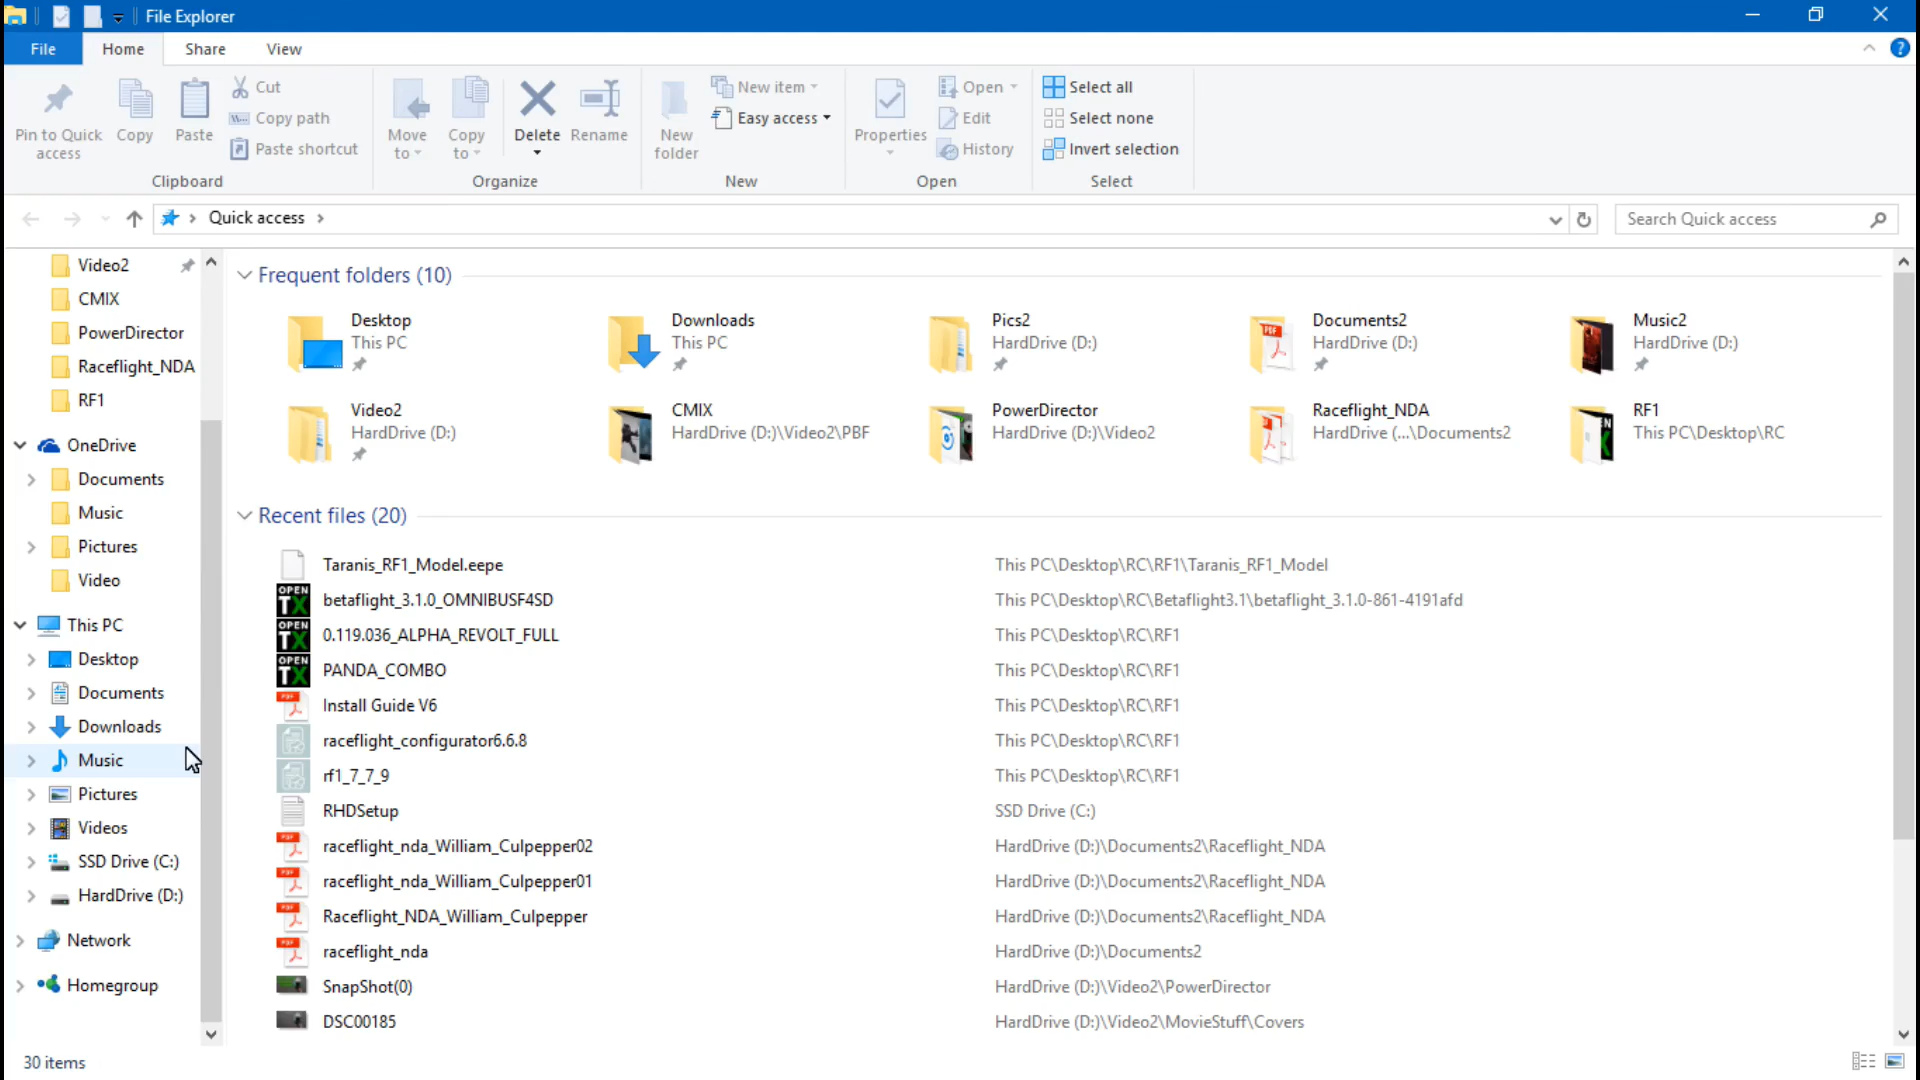 File Explorer
File Home Share View
Pin to Quick access
Copy
Paste
Cut
Copy path
Paste shortcut
Clipboard
Move to
Copy to
Delete
Rename
Organize
New folder
New item
Easy access
New
Properties
Open
Edit
History
Open
Select all
Select none
Invert selection
Select
Quick access
Search Quick access
Video2
CMIX
PowerDirector
Raceflight_NDA
RF1
OneDrive
Documents
Music
Pictures
Video
This PC
Desktop
Documents
Downloads
Music
Pictures
Videos
SSD Drive (C:)
HardDrive (D:)
Network
Homegroup
Frequent folders (10)
Desktop
This PC
Downloads
This PC
Pics2
HardDrive (D:)
Documents2
HardDrive (D:)
Music2
HardDrive (D:)
Video2
HardDrive (D:)
CMIX
HardDrive (D:)\Video2\PBF
PowerDirector
HardDrive (D:)\Video2
Raceflight_NDA
HardDrive (...\Documents2
RF1
This PC\Desktop\RC
Recent files (20)
Taranis_RF1_Model.eepe This PC\Desktop\RC\RF1\Taranis_RF1_Model
betaflight_3.1.0_OMNIBUSF4SD This PC\Desktop\RC\Betaflight3.1\betaflight_3.1.0-861-4191afd
0.119.036_ALPHA_REVOLT_FULL This PC\Desktop\RC\RF1
PANDA_COMBO This PC\Desktop\RC\RF1
Install Guide V6 This PC\Desktop\RC\RF1
raceflight_configurator6.6.8 This PC\Desktop\RC\RF1
rf1_7_7_9 This PC\Desktop\RC\RF1
RHDSetup SSD Drive (C:)
raceflight_nda_William_Culpepper02 HardDrive (D:)\Documents2\Raceflight_NDA
raceflight_nda_William_Culpepper01 HardDrive (D:)\Documents2\Raceflight_NDA
Raceflight_NDA_William_Culpepper HardDrive (D:)\Documents2\Raceflight_NDA
raceflight_nda HardDrive (D:)\Documents2
SnapShot(0) HardDrive (D:)\Video2\PowerDirector
DSC00185 HardDrive (D:)\Video2\MovieStuff\Covers
30 items